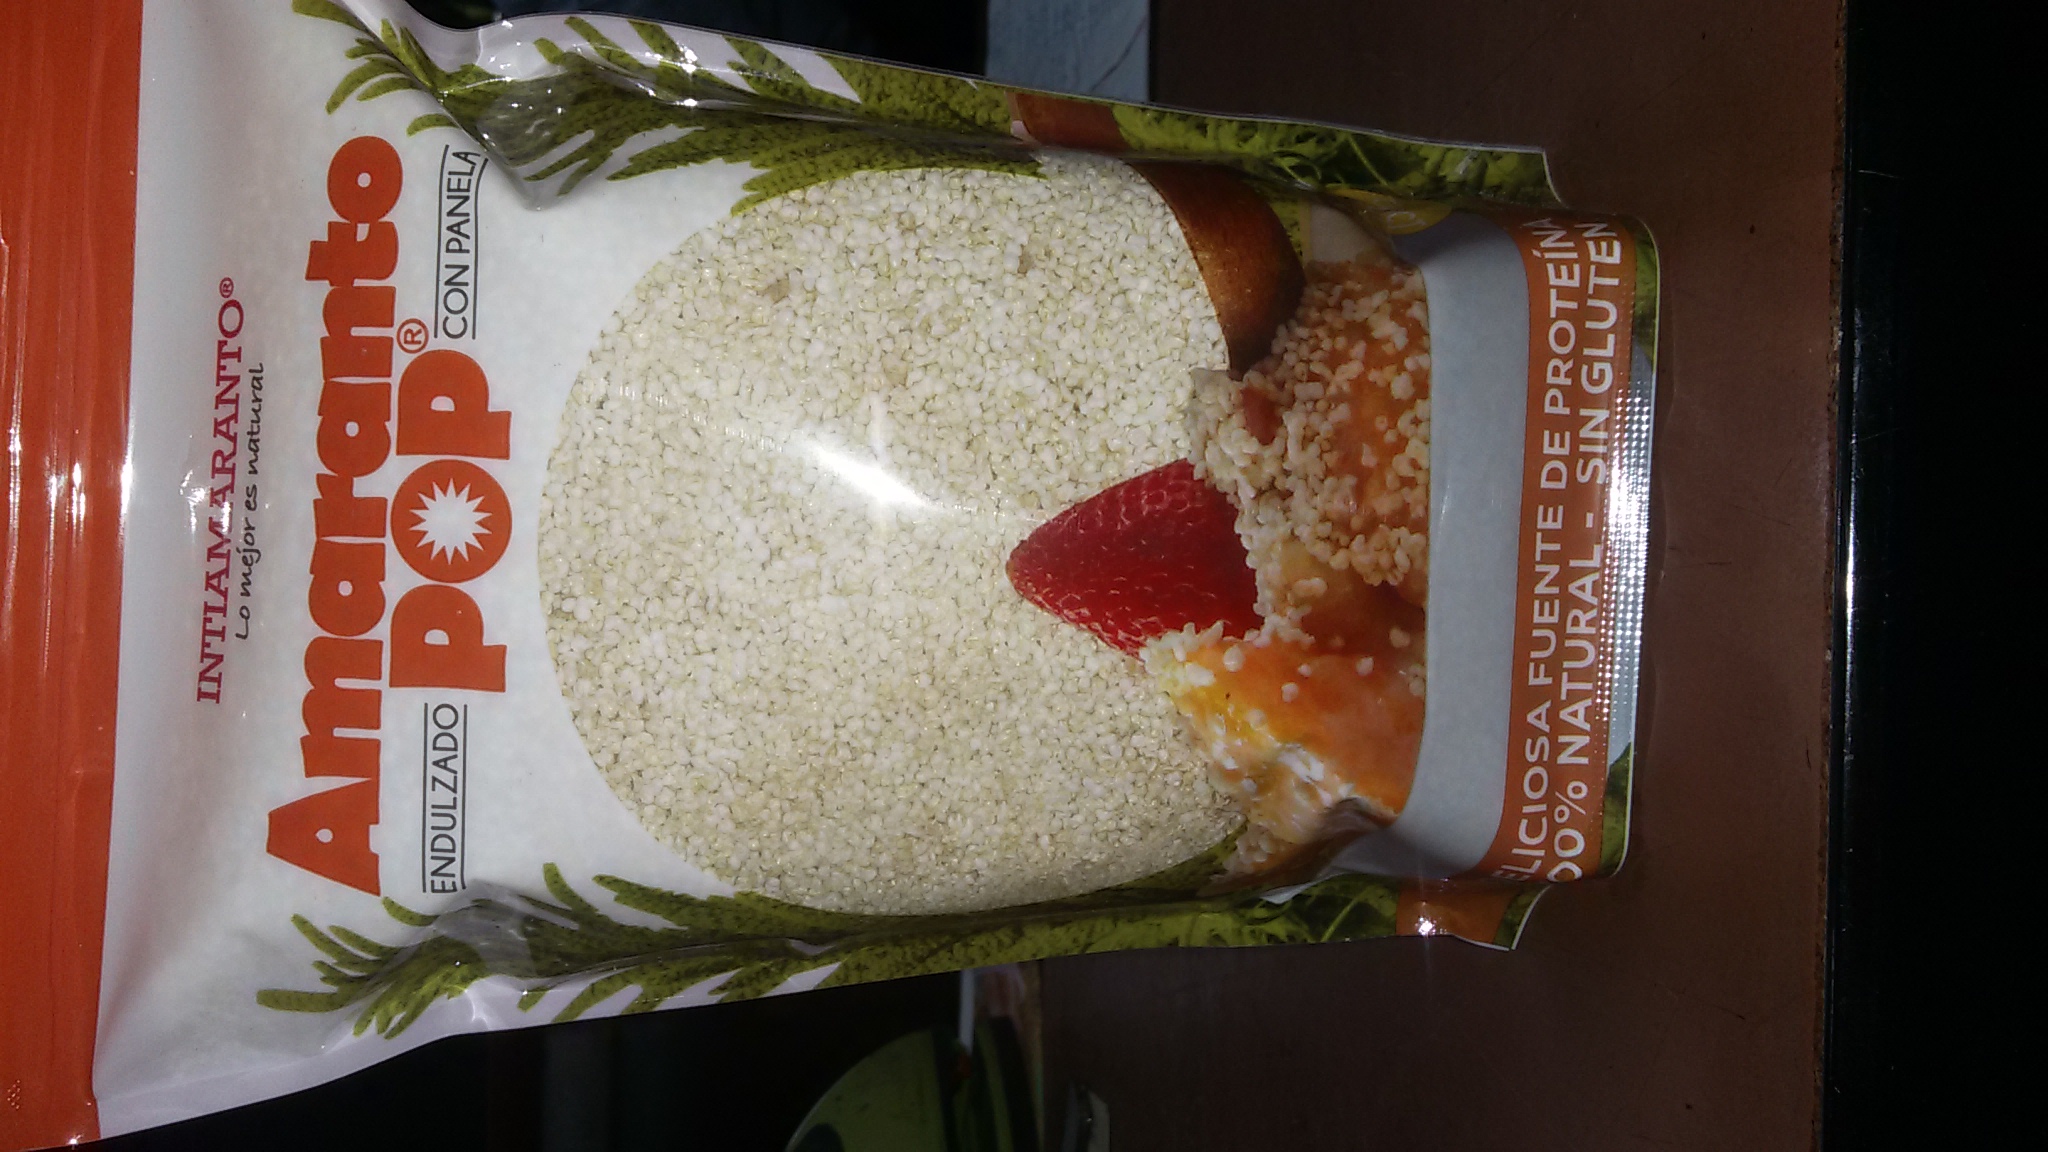 INTIAMARANTO®
Lo mejor es natural
Amaranto
ENDULZADO POP® CON PANELA
ELICIOSA FUENTE DE PROTEÍNA
00% NATURAL - SIN GLUTEN